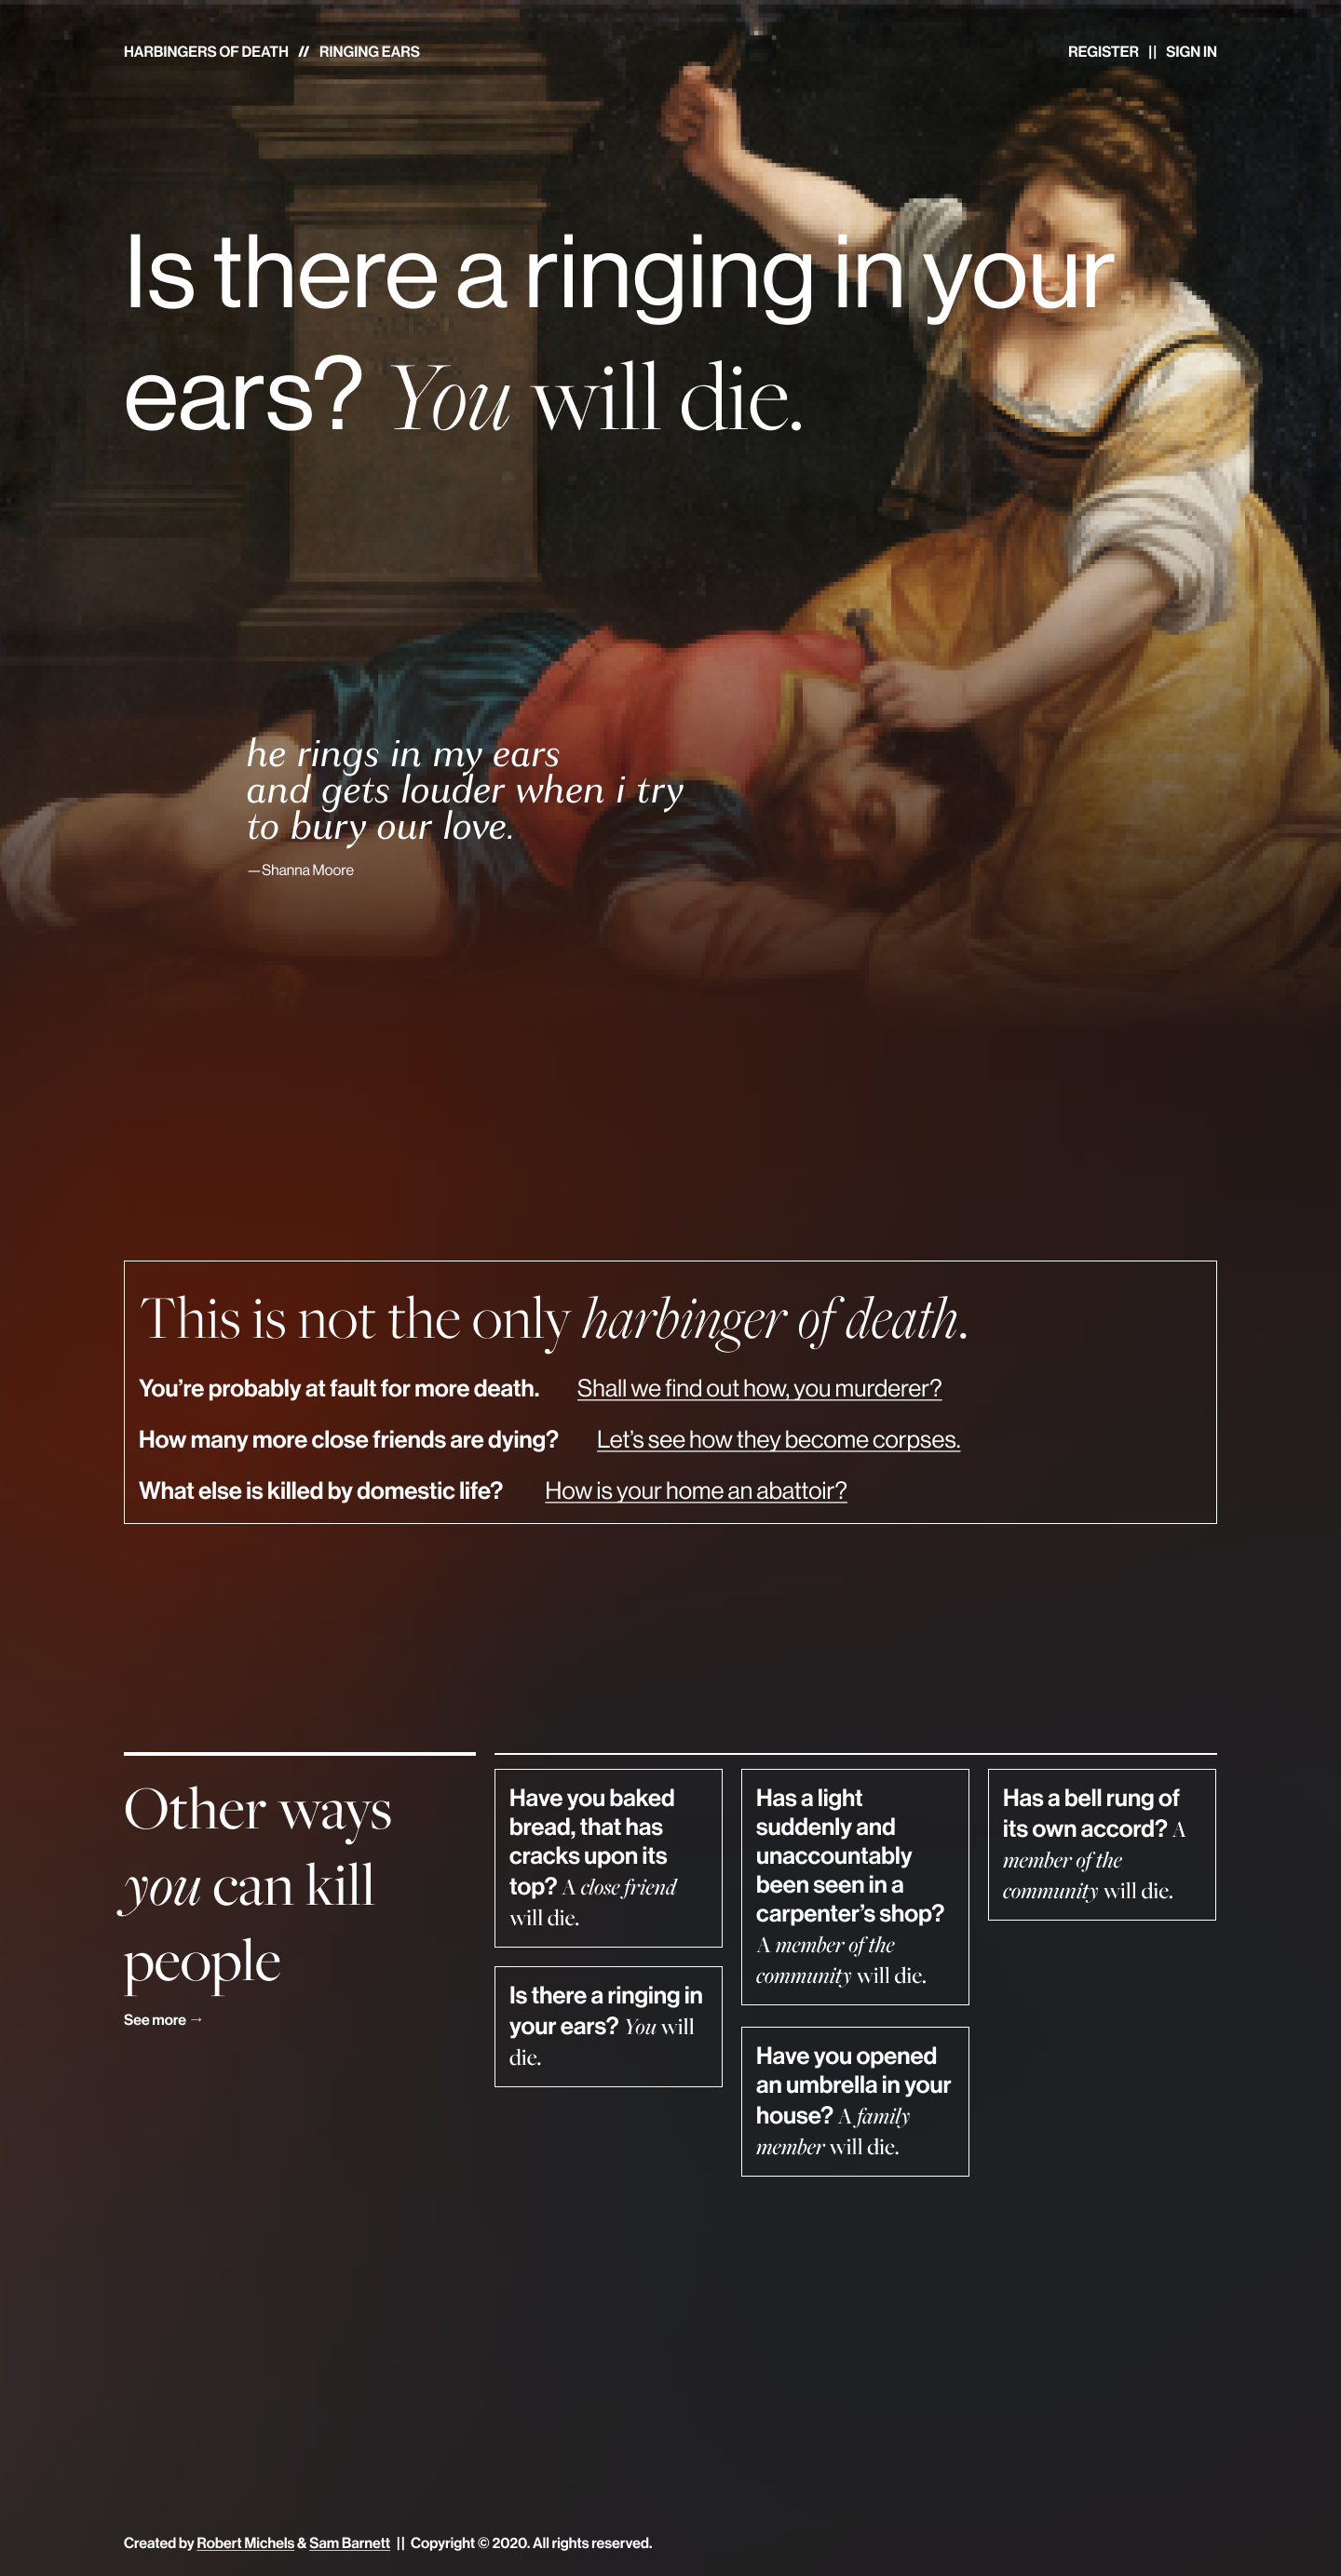 HARBINGERS OF DEATH // RINGING EARS
REGISTER || SIGN IN
Is there a ringing in your
ears? You will die.
he rings in my ears
and gets louder when i try
to bury our love.
—Shanna Moore
This is not the only harbinger of death.
You’re probably at fault for more death. Shall we find out how, you murderer?
How many more close friends are dying? Let’s see how they become corpses.
What else is killed by domestic life? How is your home an abattoir?
Other ways
you can kill
people
See more →
Have you baked
bread, that has
cracks upon its
top? A close friend
will die.
Is there a ringing in
your ears? You will
die.
Has a light
suddenly and
unaccountably
been seen in a
carpenter’s shop?
A member of the
community will die.
Have you opened
an umbrella in your
house? A family
member will die.
Has a bell rung of
its own accord? A
member of the
community will die.
Created by Robert Michels & Sam Barnett || Copyright © 2020. All rights reserved.